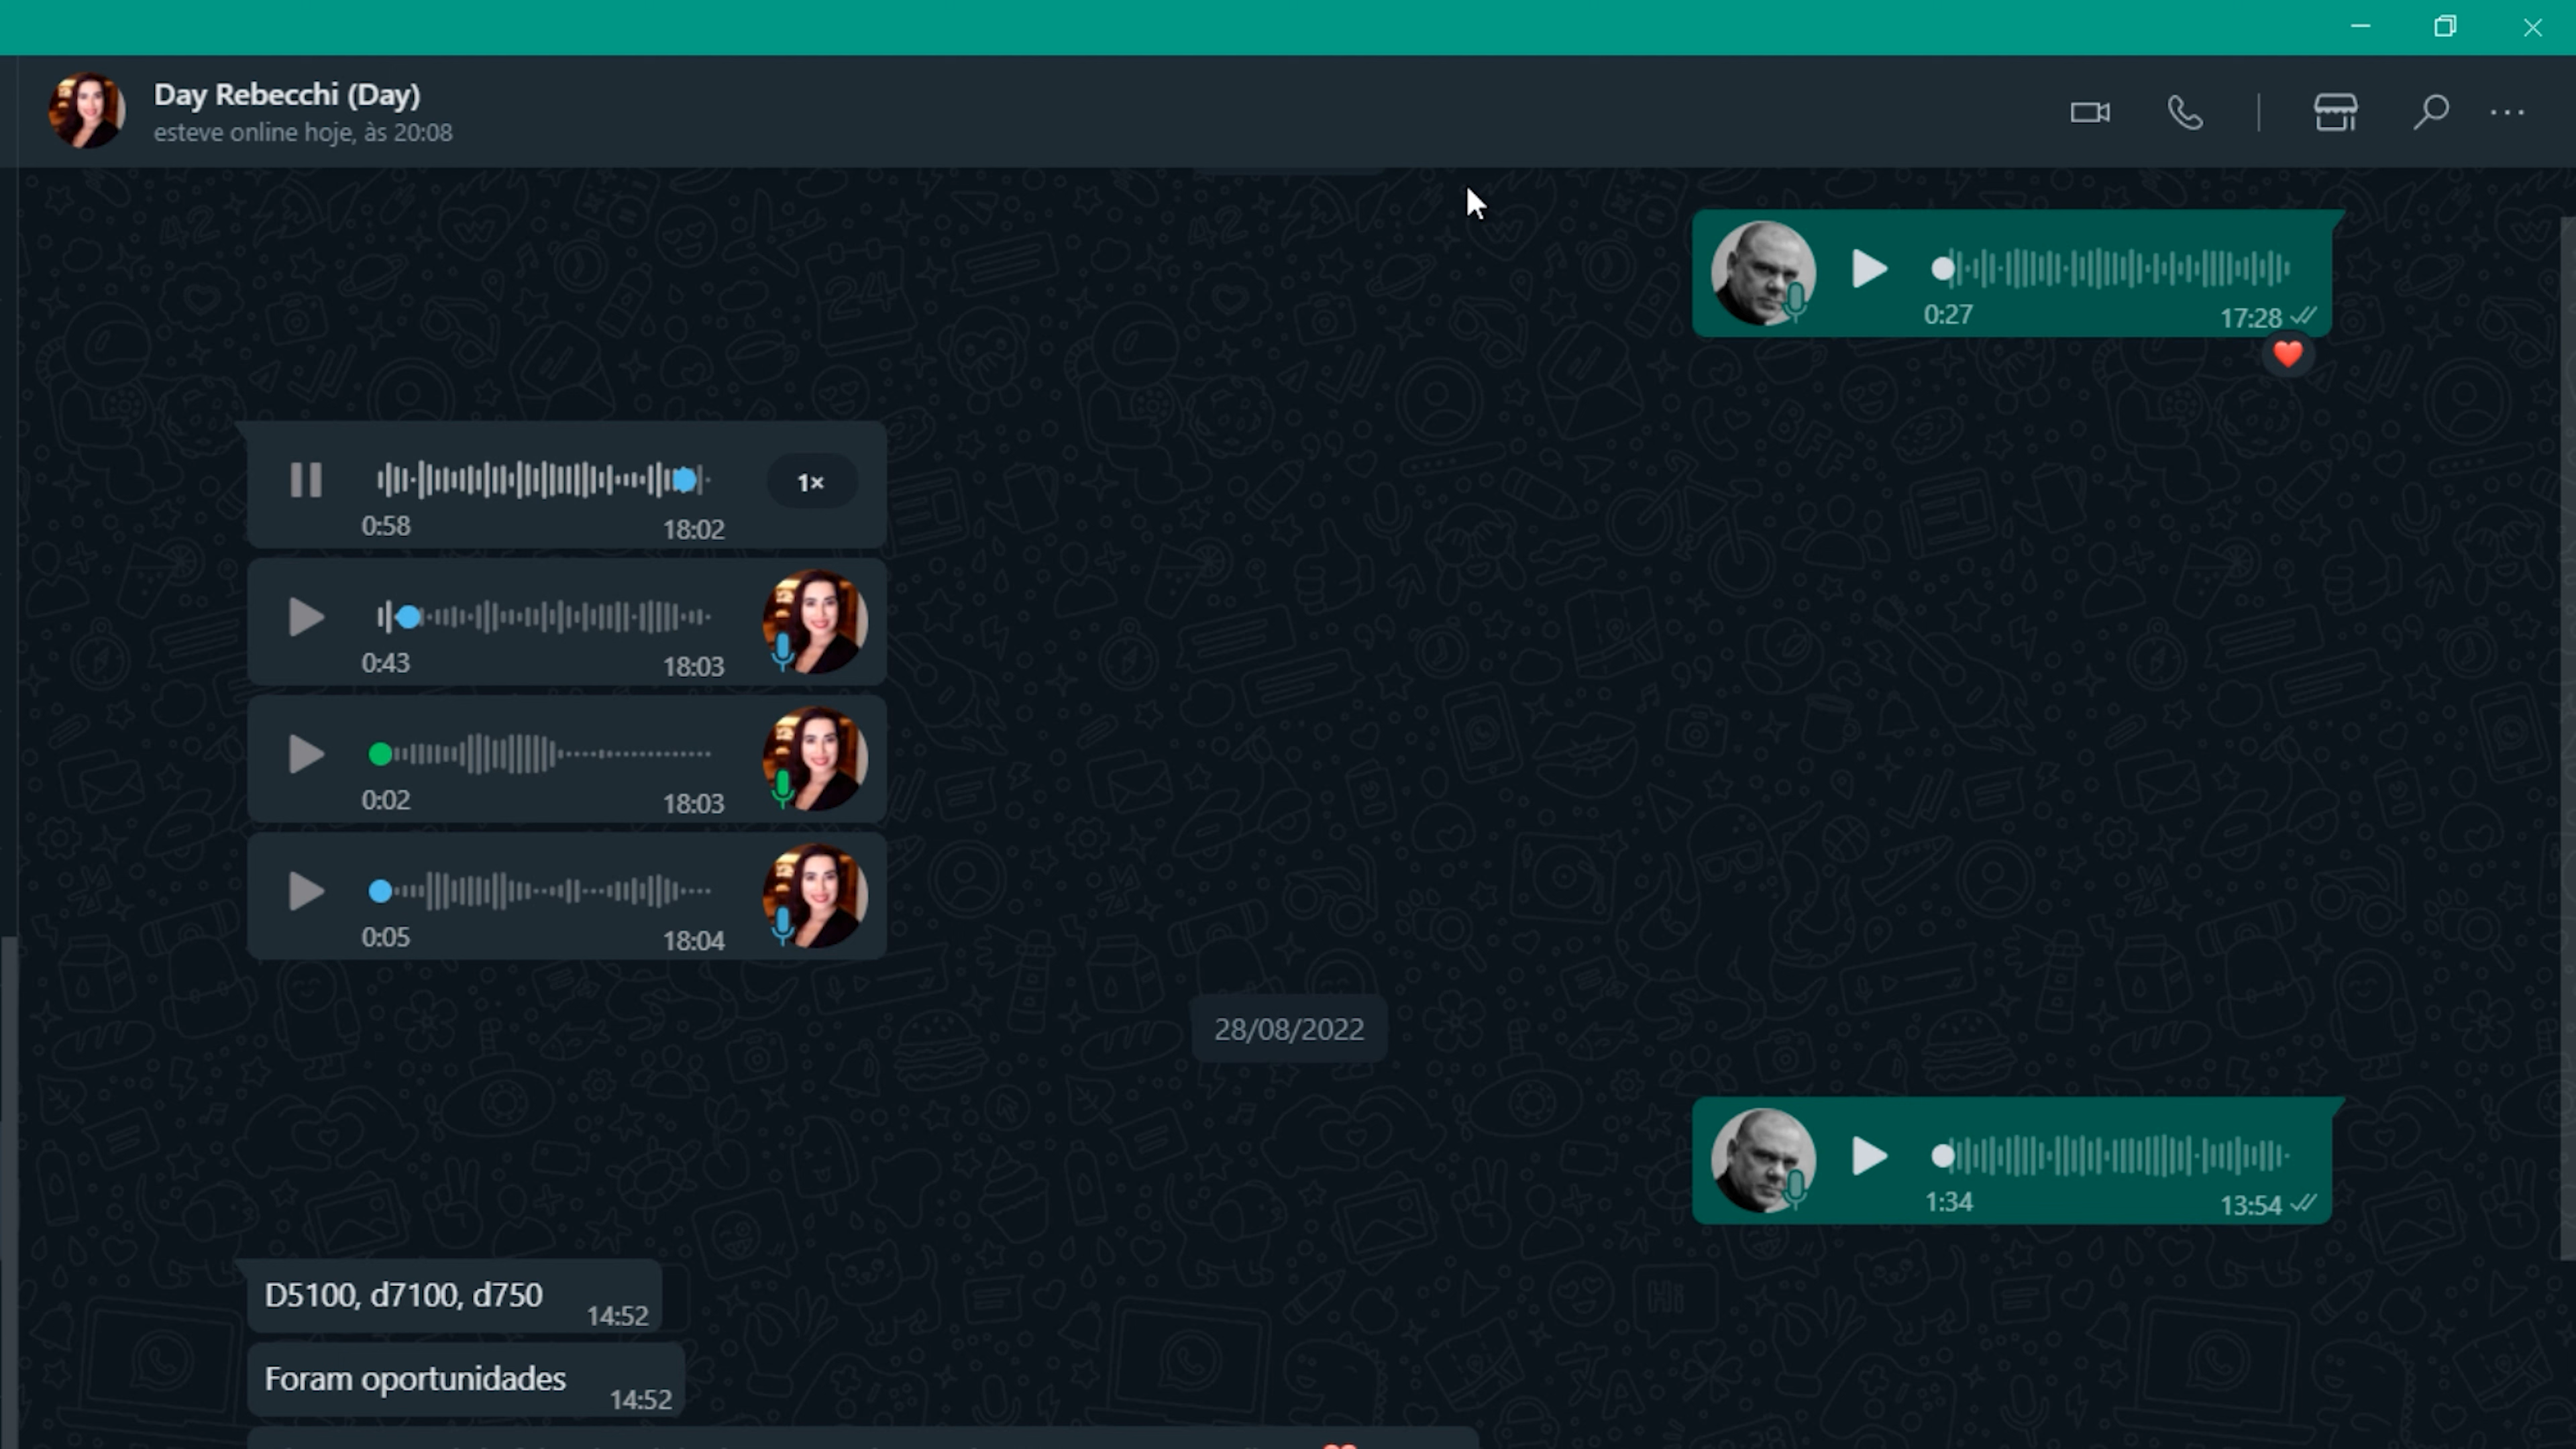 Day Rebecchi (Day)
esteve online hoje, às 20:08
0:27 17:28
1×
0:58 18:02
0:43 18:03
0:02 18:03
0:05 18:04
28/08/2022
1:34 13:54
D5100, d7100, d750 14:52
Foram oportunidades 14:52